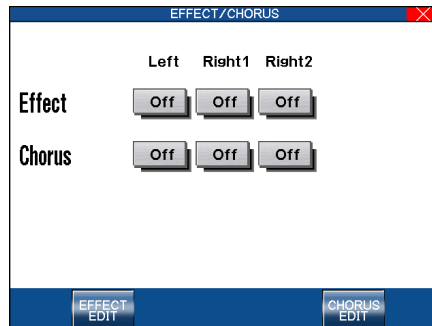 EFFECT/CHORUS
Left Right1 Right2
Effect Off Off Off
Chorus Off Off Off
EFFECT CHORUS
EDIT EDIT